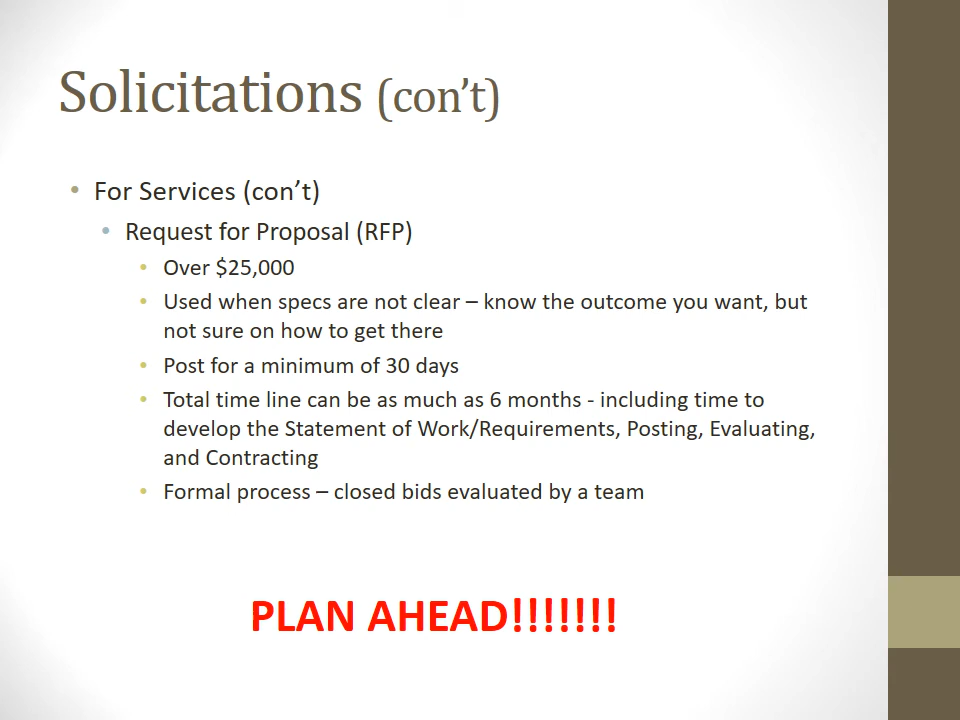 Solicitations (con’t)
• For Services (con’t)
• Request for Proposal (RFP)
• Over $25,000
• Used when specs are not clear – know the outcome you want, but
not sure on how to get there
• Post for a minimum of 30 days
• Total time line can be as much as 6 months - including time to
develop the Statement of Work/Requirements, Posting, Evaluating,
and Contracting
• Formal process – closed bids evaluated by a team
PLAN AHEAD!!!!!!!